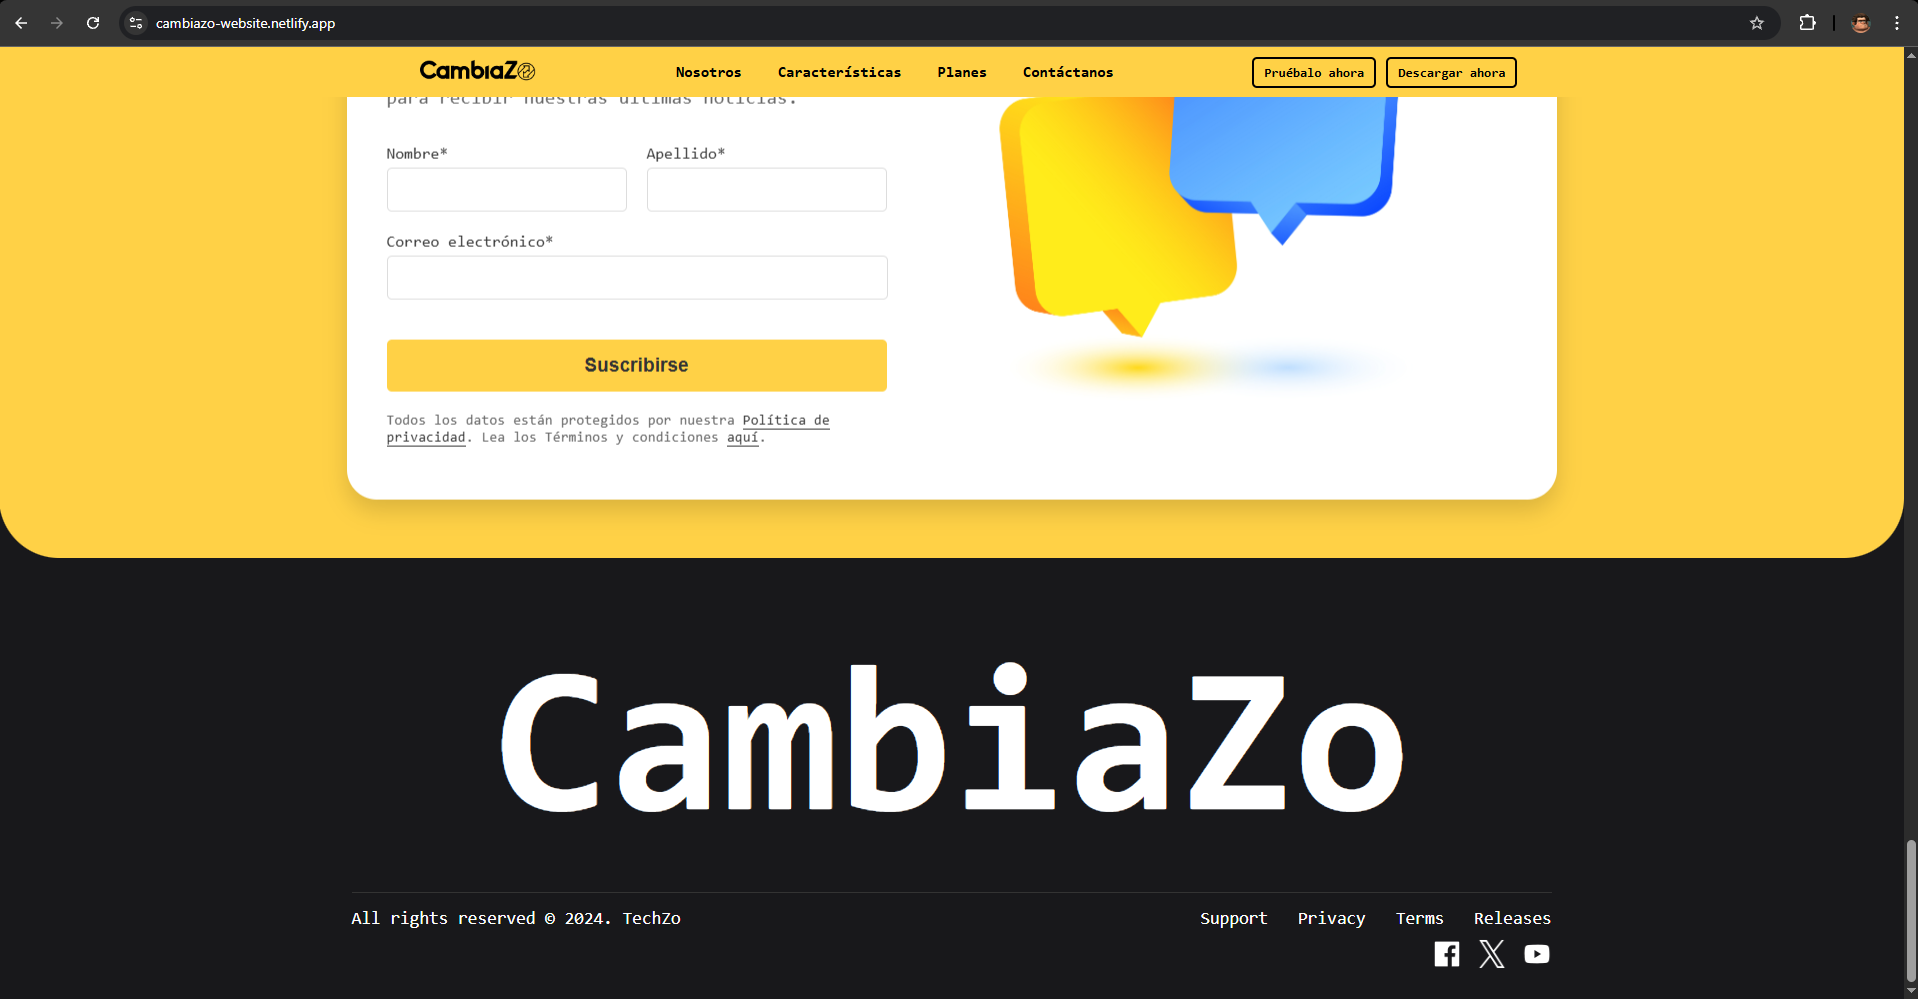 cambiazo-website.netlify.app
CambiaZo
Nosotros
Características
Planes
Contáctanos
Pruébalo ahora
Descargar ahora
para recibir nuestras últimas noticias.
Nombre*
Apellido*
Correo electrónico*
Suscribirse
Todos los datos están protegidos por nuestra Política de
privacidad. Lea los Términos y condiciones aquí.
CambiaZo
All rights reserved © 2024. TechZo
Support
Privacy
Terms
Releases